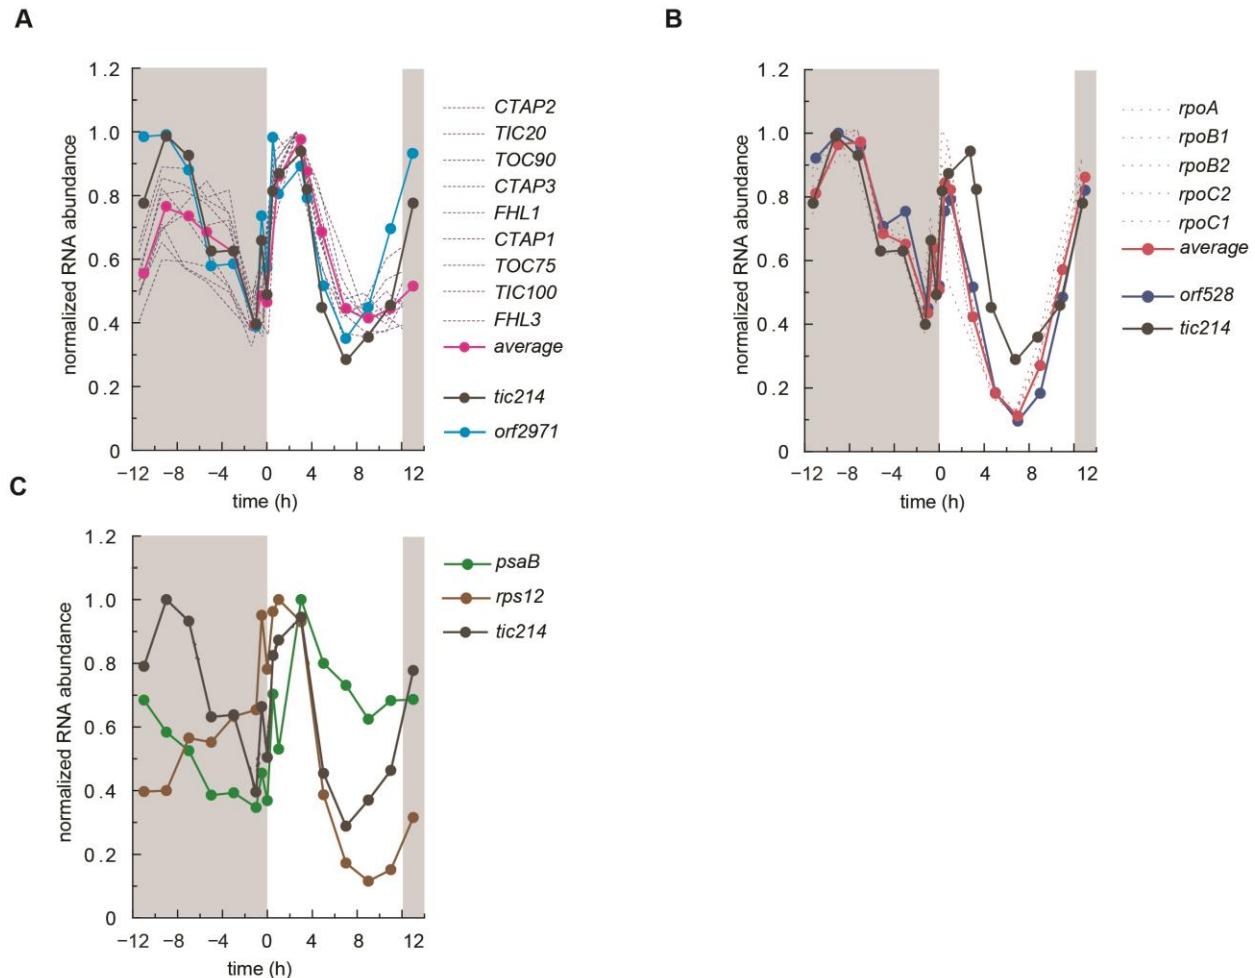 A
normalized RNA abundance
1.2
1.0
0.8
0.6
0.4
0.2
0
−12 −8 −4 0 4 8 12
time (h)
CTAP2
TIC20
TOC90
CTAP3
FHL1
CTAP1
TOC75
TIC100
FHL3
average
tic214
orf2971
B
normalized RNA abundance
1.2
1.0
0.8
0.6
0.4
0.2
0
−12 −8 −4 0 4 8 12
time (h)
rpoA
rpoB1
rpoB2
rpoC2
rpoC1
average
orf528
tic214
C
normalized RNA abundance
1.2
1.0
0.8
0.6
0.4
0.2
0
−12 −8 −4 0 4 8 12
time (h)
psaB
rps12
tic214